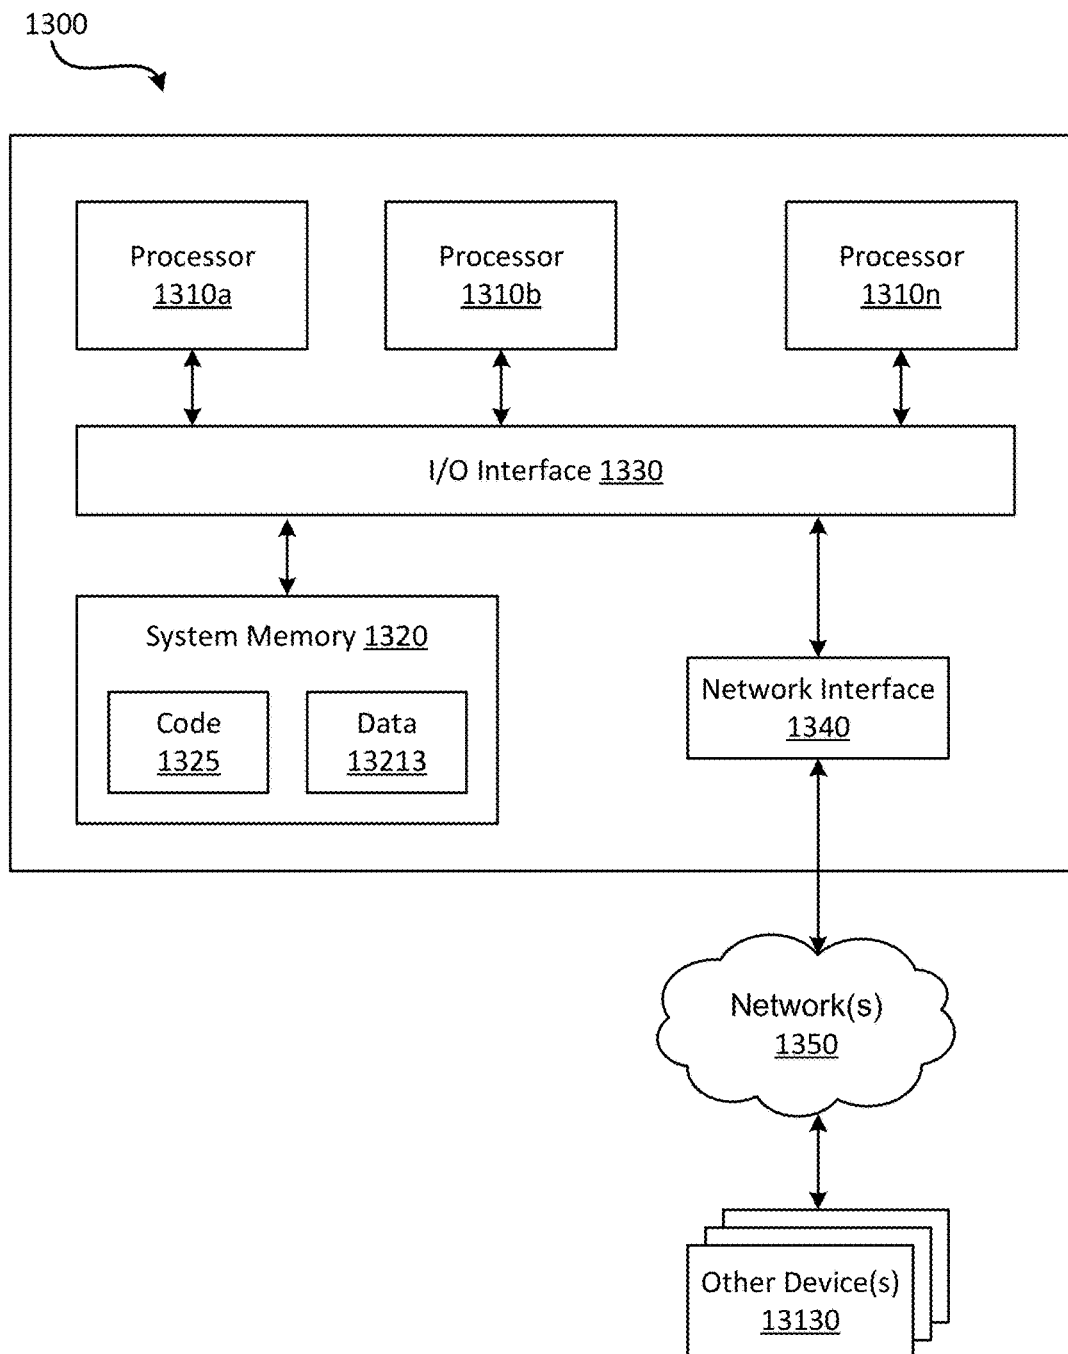 1300
Processor
1310a
Processor
1310b
Processor
1310n
I/O Interface 1330
System Memory 1320
Code
1325
Data
13213
Network Interface
1340
Network(s)
1350
Other Device(s)
13130